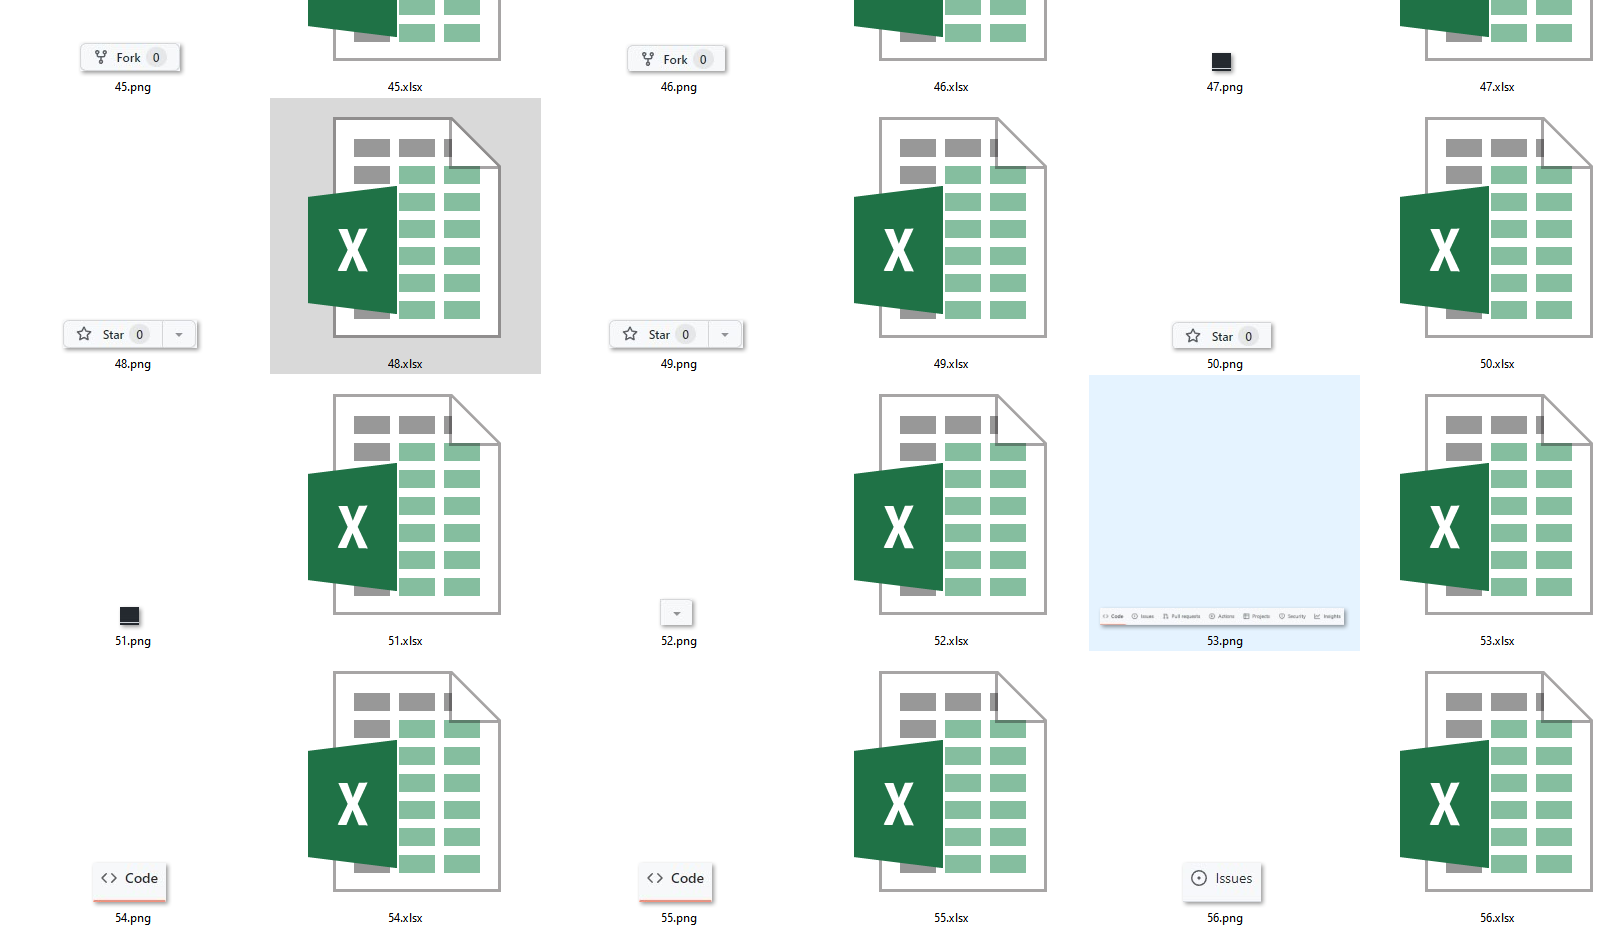 Fork 0
Fork 0
45.png
45.xlsx
46.png
46.xlsx
47.png
47.xlsx
X
X
X
Star 0
Star 0
Star 0
48.png
48.xlsx
49.png
49.xlsx
50.png
50.xlsx
X
X
X
Code Issues Pull requests Actions Projects Security Insights
51.png
51.xlsx
52.png
52.xlsx
53.png
53.xlsx
X
X
X
Code
Code
Issues
54.png
54.xlsx
55.png
55.xlsx
56.png
56.xlsx